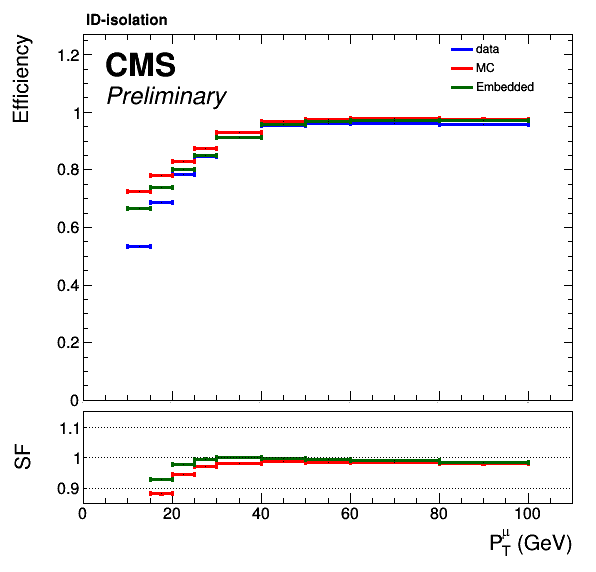 ID-isolation
Efficiency
CMS
Preliminary
data
MC
Embedded
1.2
1
0.8
0.6
0.4
0.2
0
SF
1.1
1
0.9
0 20 40 60 80 100
P_T^μ (GeV)